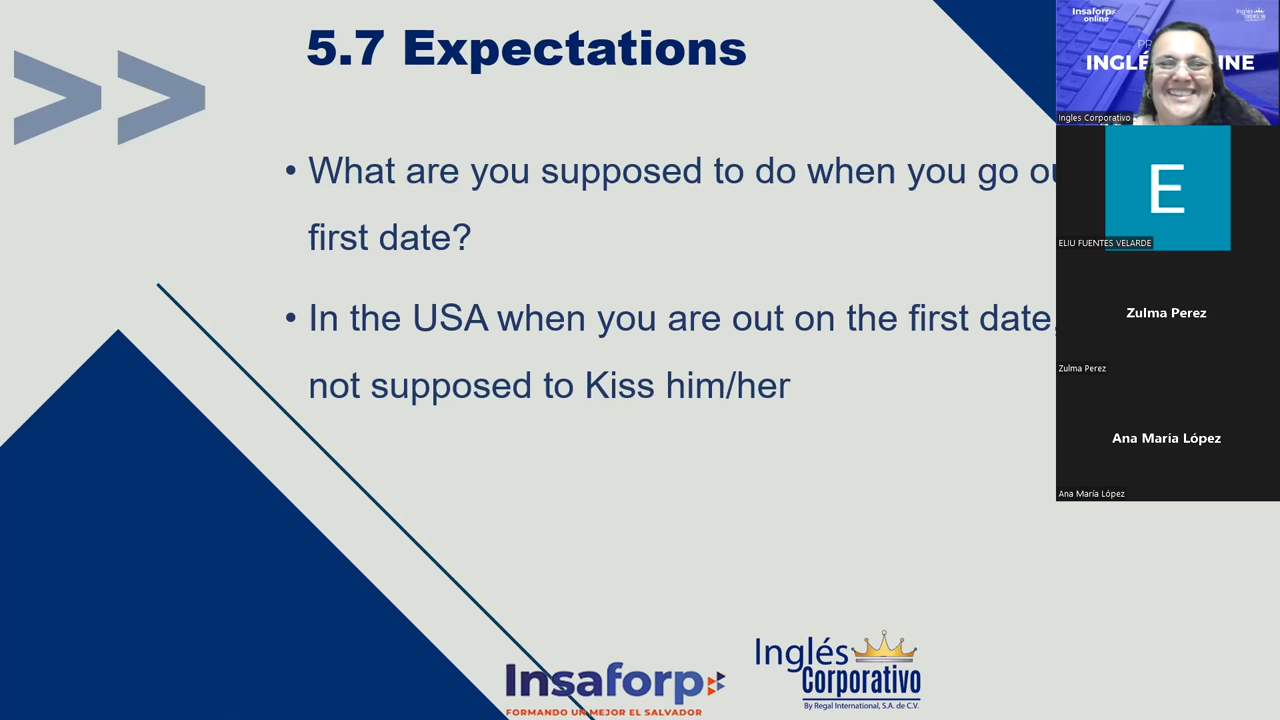 5.7 Expectations
>>
• What are you supposed to do when you go
first date?
• In the USA when you are out on the first date,
not supposed to Kiss him/her
Insaforp
FORMANDO UN MEJOR EL SALVADOR
Inglés
Corporativo
By Regal International, S.A. de C.V.
Insaforp
online
Inglés
INGLÉ INE
Ingles Corporativo
E
ELIU FUENTES VELARDE
Zulma Perez
Zulma Perez
Ana María López
Ana María López